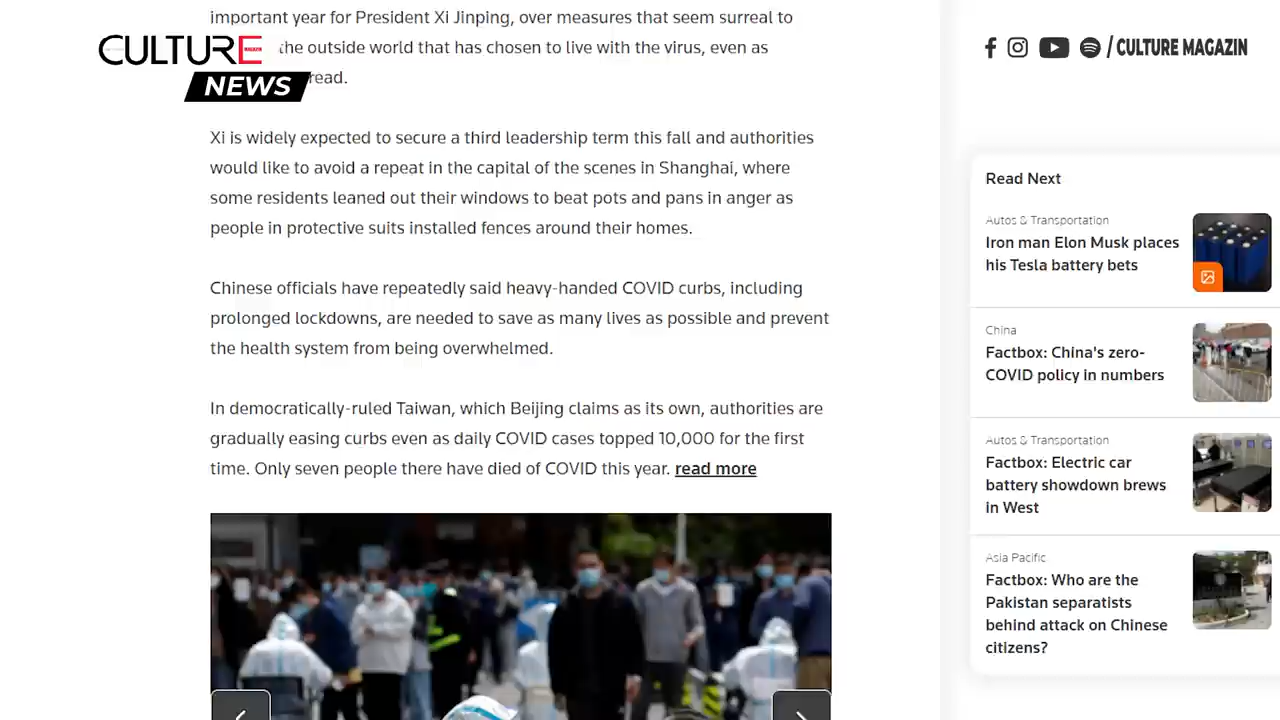 important year for President Xi Jinping, over measures that seem surreal to
the outside world that has chosen to live with the virus, even as
read.
CULTURE
NEWS
/ CULTURE MAGAZIN
Xi is widely expected to secure a third leadership term this fall and authorities
would like to avoid a repeat in the capital of the scenes in Shanghai, where
some residents leaned out their windows to beat pots and pans in anger as
people in protective suits installed fences around their homes.
Chinese officials have repeatedly said heavy-handed COVID curbs, including
prolonged lockdowns, are needed to save as many lives as possible and prevent
the health system from being overwhelmed.
In democratically-ruled Taiwan, which Beijing claims as its own, authorities are
gradually easing curbs even as daily COVID cases topped 10,000 for the first
time. Only seven people there have died of COVID this year. read more
Read Next
Autos & Transportation
Iron man Elon Musk places
his Tesla battery bets
China
Factbox: China's zero-
COVID policy in numbers
Autos & Transportation
Factbox: Electric car
battery showdown brews
in West
Asia Pacific
Factbox: Who are the
Pakistan separatists
behind attack on Chinese
citizens?